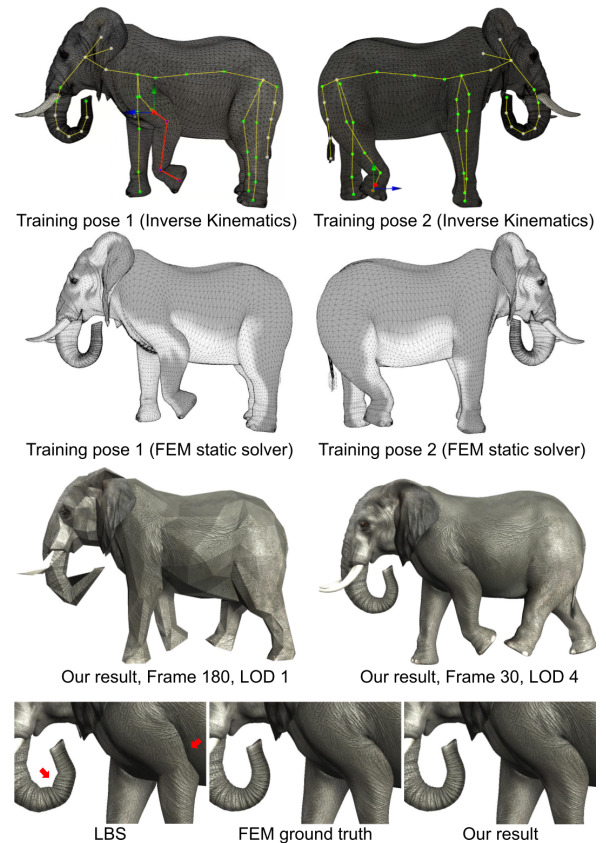 Training pose 1 (Inverse Kinematics)
Training pose 2 (Inverse Kinematics)
Training pose 1 (FEM static solver)
Training pose 2 (FEM static solver)
Our result, Frame 180, LOD 1
Our result, Frame 30, LOD 4
LBS
FEM ground truth
Our result